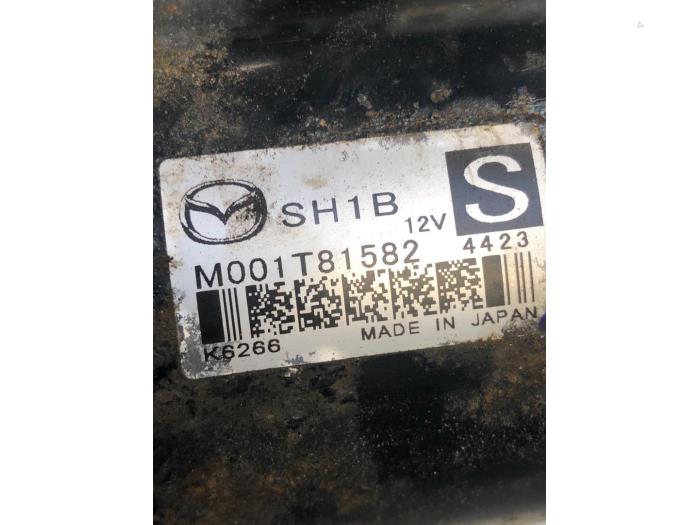 SH1B 12V S
M001T81582 4423
K6266 MADE IN JAPAN